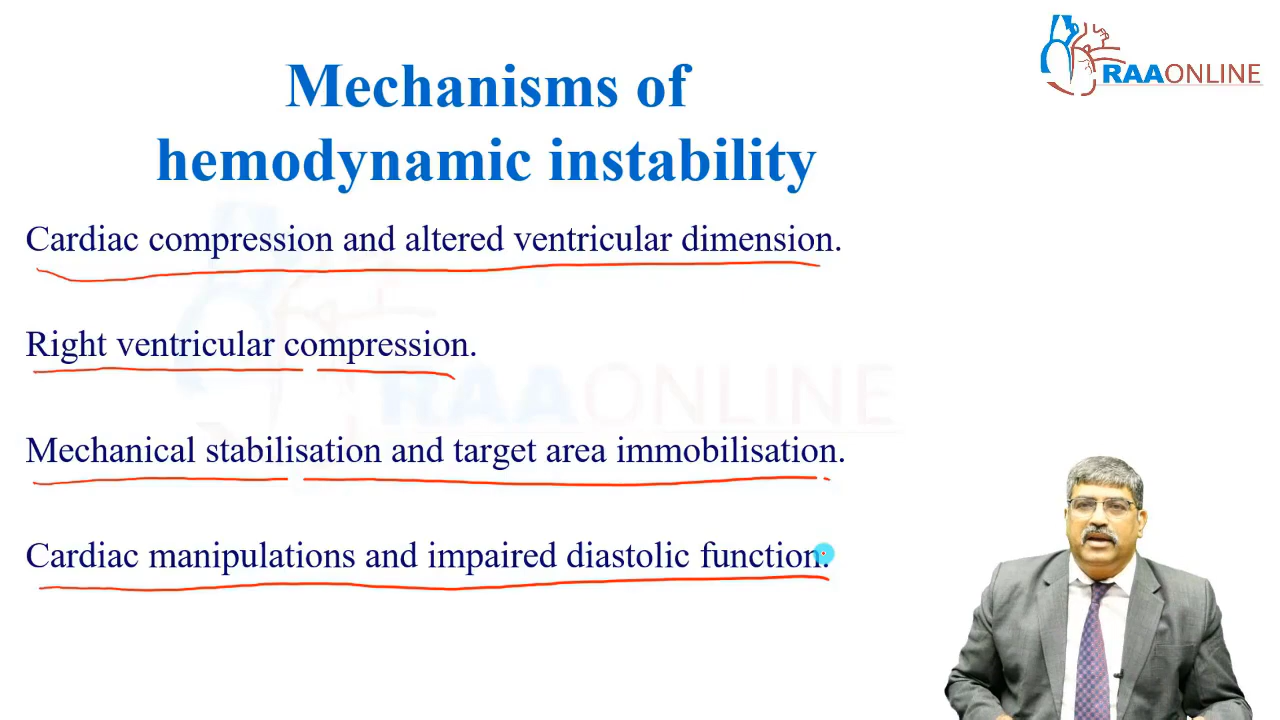 RAAONLINE
Mechanisms of
hemodynamic instability
Cardiac compression and altered ventricular dimension.
Right ventricular compression.
RAAONLINE
Mechanical stabilisation and target area immobilisation.
Cardiac manipulations and impaired diastolic function.